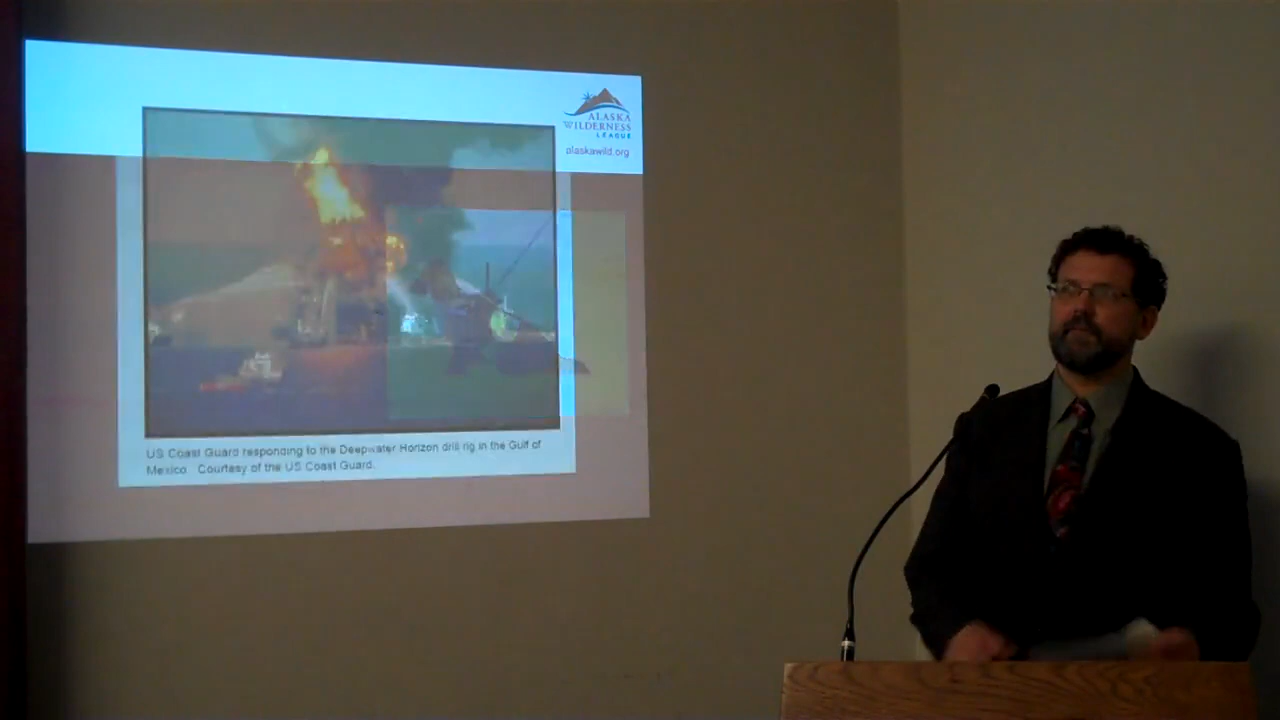 ALASKA
WILDERNESS
LEAGUE
alaskawild.org
US Coast Guard responding to the Deepwater Horizon drill rig in the Gulf of
Mexico. Courtesy of the US Coast Guard.